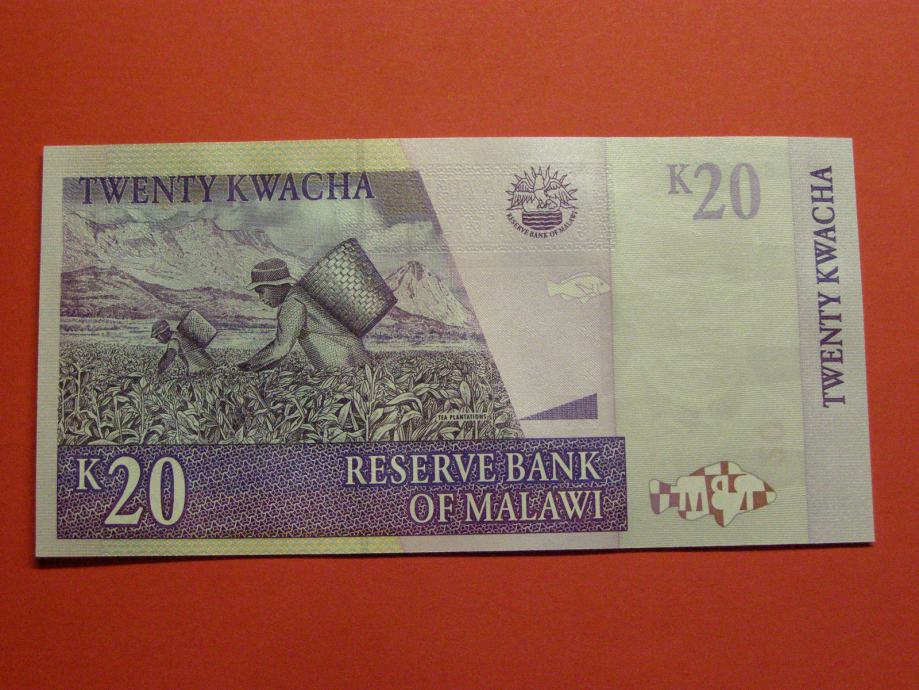 TWENTY KWACHA
RESERVE BANK OF MALAWI
K20
TWENTY KWACHA
TEA PLANTATIONS
K20
RESERVE BANK
OF MALAWI